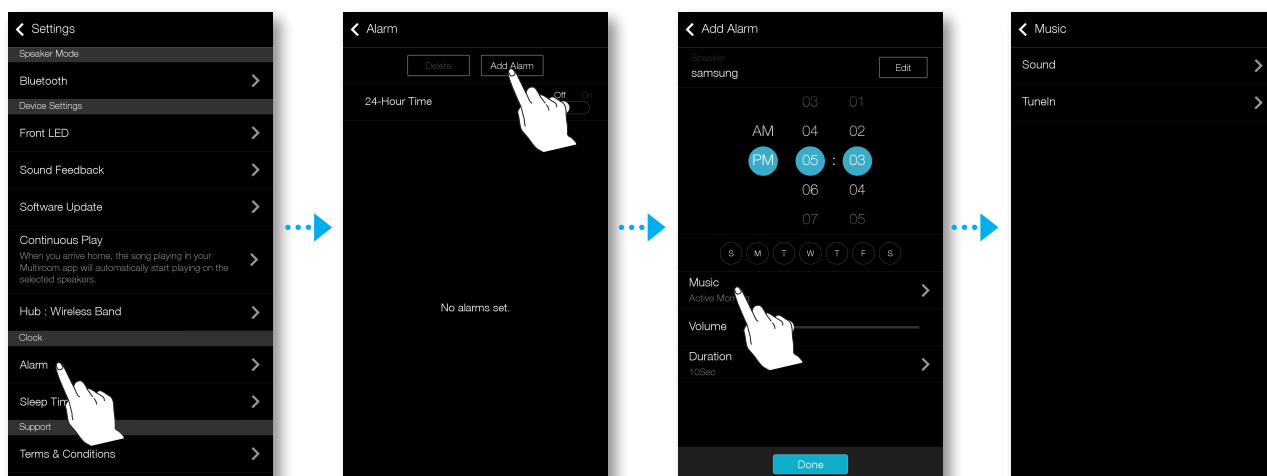 Settings
Speaker Mode
Bluetooth
Device Settings
Front LED
Sound Feedback
Software Update
Continuous Play
When you arrive home, the song playing in your
Multiroom app will automatically start playing on the
selected speakers.
Hub : Wireless Band
Clock
Alarm
Sleep Tim
Support
Terms & Conditions
Alarm
Delete
Add Alarm
24-Hour Time
Off On
No alarms set.
Add Alarm
Speaker
samsung
Edit
03 01
AM 04 02
PM 05 : 03
06 04
07 05
S M T W T F S
Music
Active Mor
Volume
Duration
10Sec
Done
Music
Sound
TuneIn